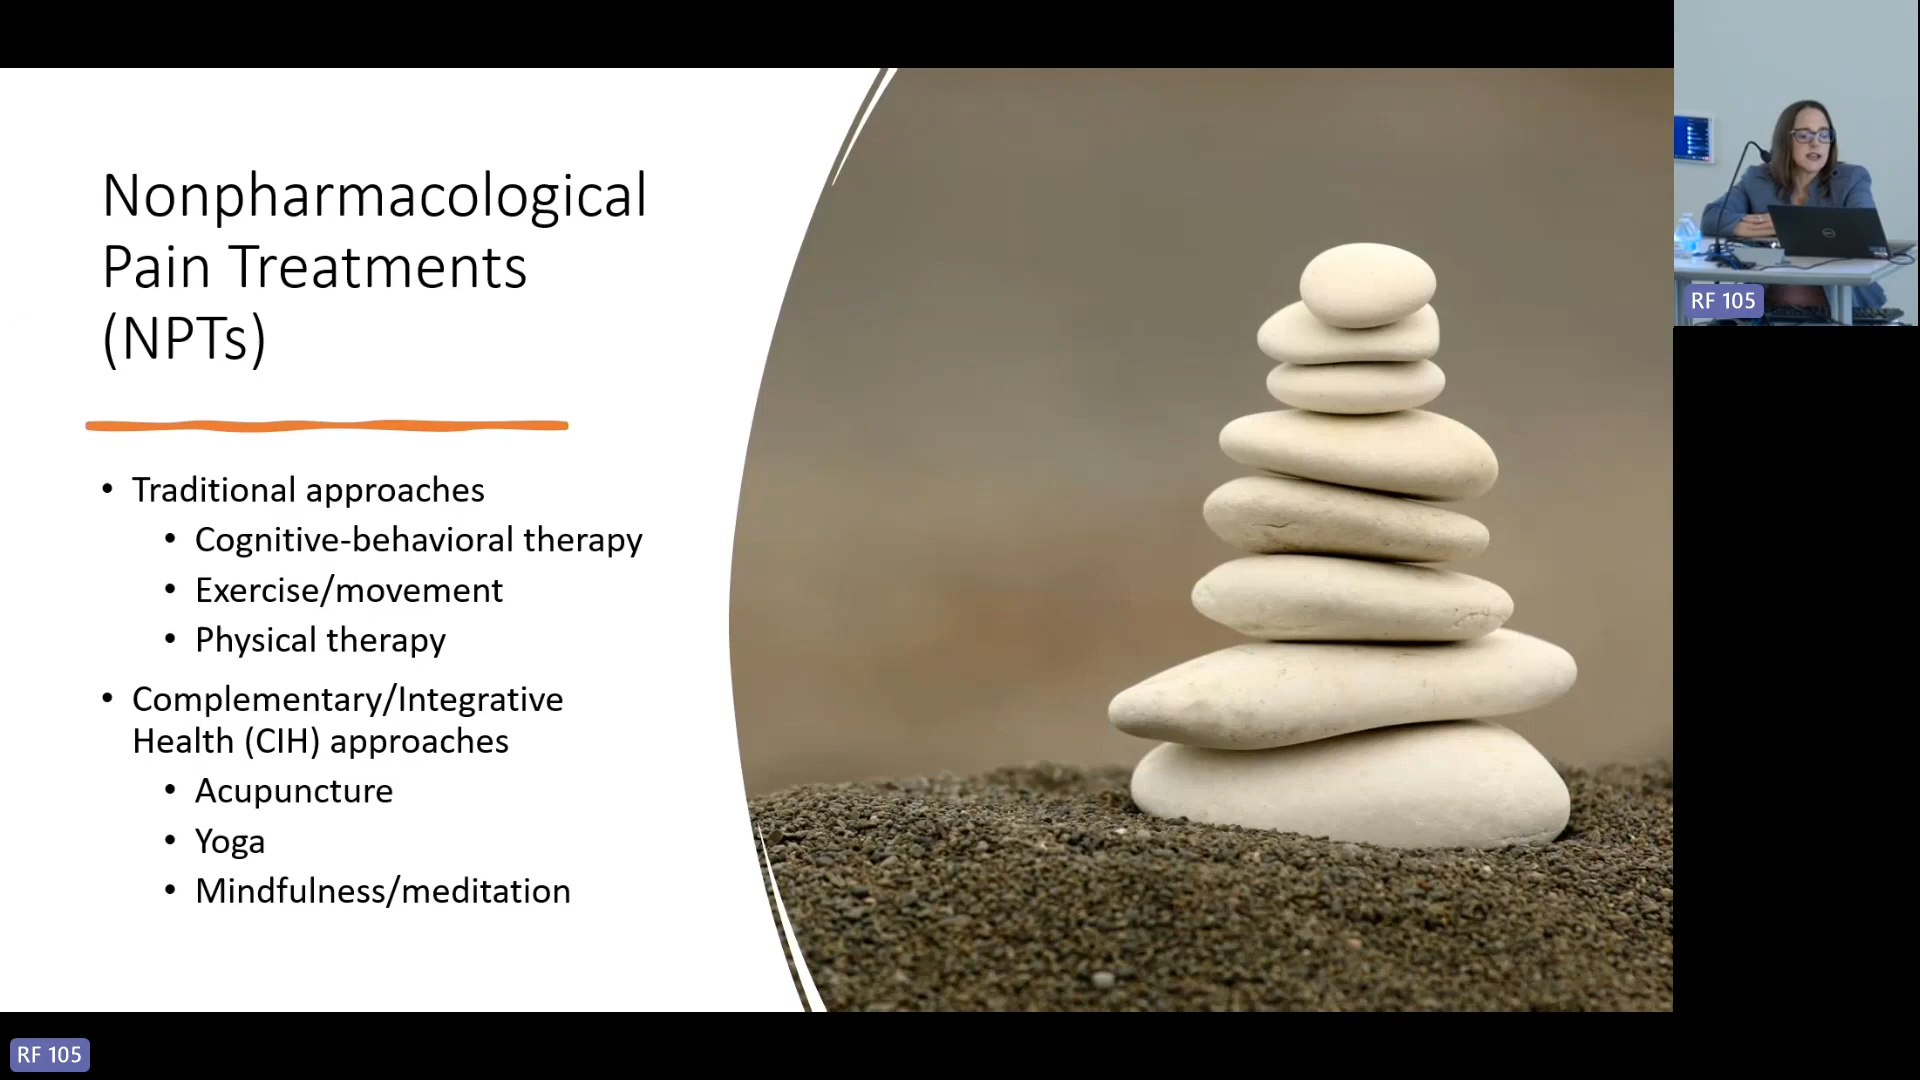 Nonpharmacological
Pain Treatments
(NPTs)
• Traditional approaches
• Cognitive-behavioral therapy
• Exercise/movement
• Physical therapy
• Complementary/Integrative
Health (CIH) approaches
• Acupuncture
• Yoga
• Mindfulness/meditation
RF 105
RF 105